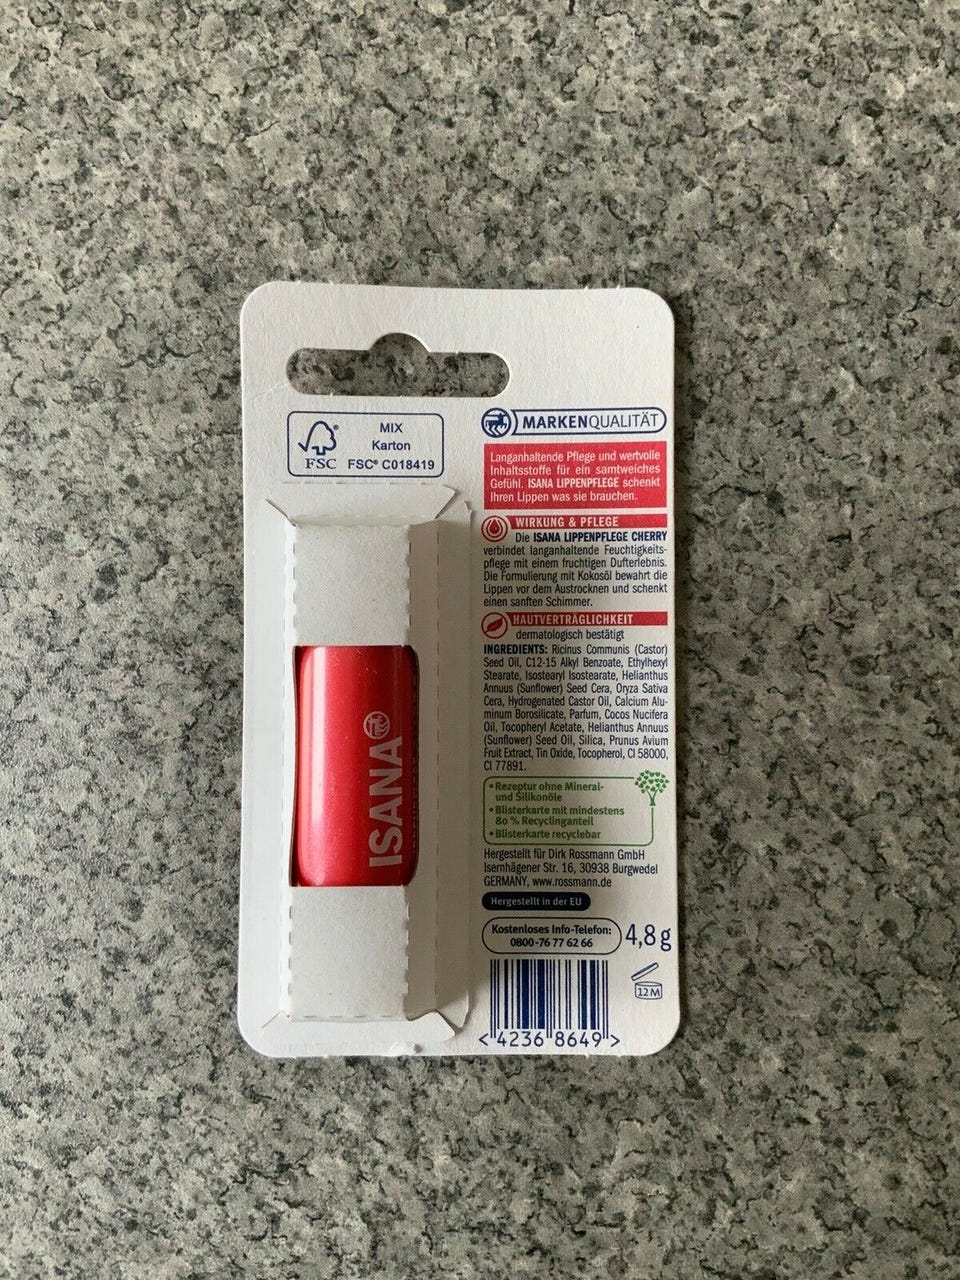 MIX
Karton
FSC
FSC® C018419
MARKENQUALITÄT
Langanhaltende Pflege und wertvolle
Inhaltsstoffe für ein samtweiches
Gefühl. ISANA LIPPENPFLEGE schenkt
Ihren Lippen was sie brauchen.
WIRKUNG & PFLEGE
Die ISANA LIPPENPFLEGE CHERRY
verbindet langanhaltende Feuchtigkeits-
pflege mit einem fruchtigen Dufterlebnis.
Die Formulierung mit Kokosöl bewahrt die
Lippen vor dem Austrocknen und schenkt
einen sanften Schimmer.
HAUTVERTRÄGLICHKEIT
dermatologisch bestätigt
INGREDIENTS: Ricinus Communis (Castor)
Seed Oil, C12-15 Alkyl Benzoate, Ethylhexyl
Stearate, Isostearyl Isostearate, Helianthus
Annuus (Sunflower) Seed Cera, Oryza Sativa
Cera, Hydrogenated Castor Oil, Calcium Alu-
minum Borosilicate, Parfum, Cocos Nucifera
Oil, Tocopheryl Acetate, Helianthus Annuus
(Sunflower) Seed Oil, Silica, Prunus Avium
Fruit Extract, Tin Oxide, Tocopherol, CI 58000,
CI 77891.
• Rezeptur ohne Mineral-
und Silikonöle
• Blisterkarte mit mindestens
80 % Recyclinganteil
• Blisterkarte recyclebar
Hergestellt für Dirk Rossmann GmbH
Isernhägener Str. 16, 30938 Burgwedel
GERMANY, www.rossmann.de
Hergestellt in der EU
Kostenloses Info-Telefon:
0800-76 77 62 66
4,8 g
12 M
<4236 8649>
ISANA